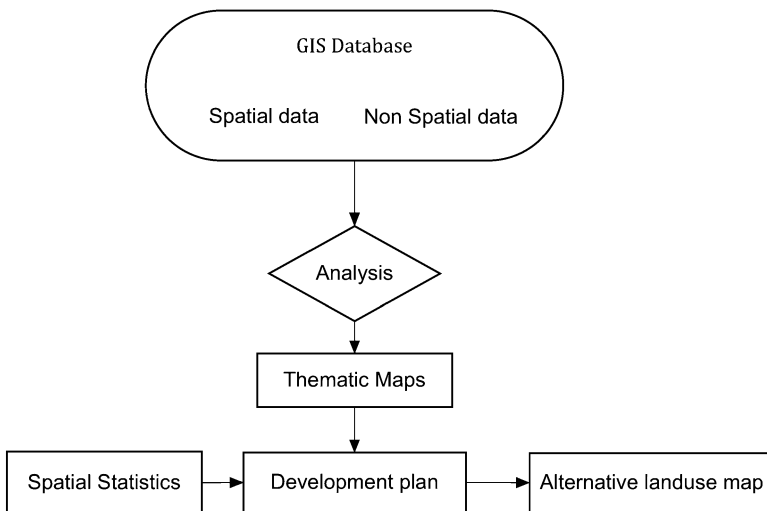 GIS Database
Spatial data Non Spatial data
Analysis
Thematic Maps
Spatial Statistics Development plan Alternative landuse map